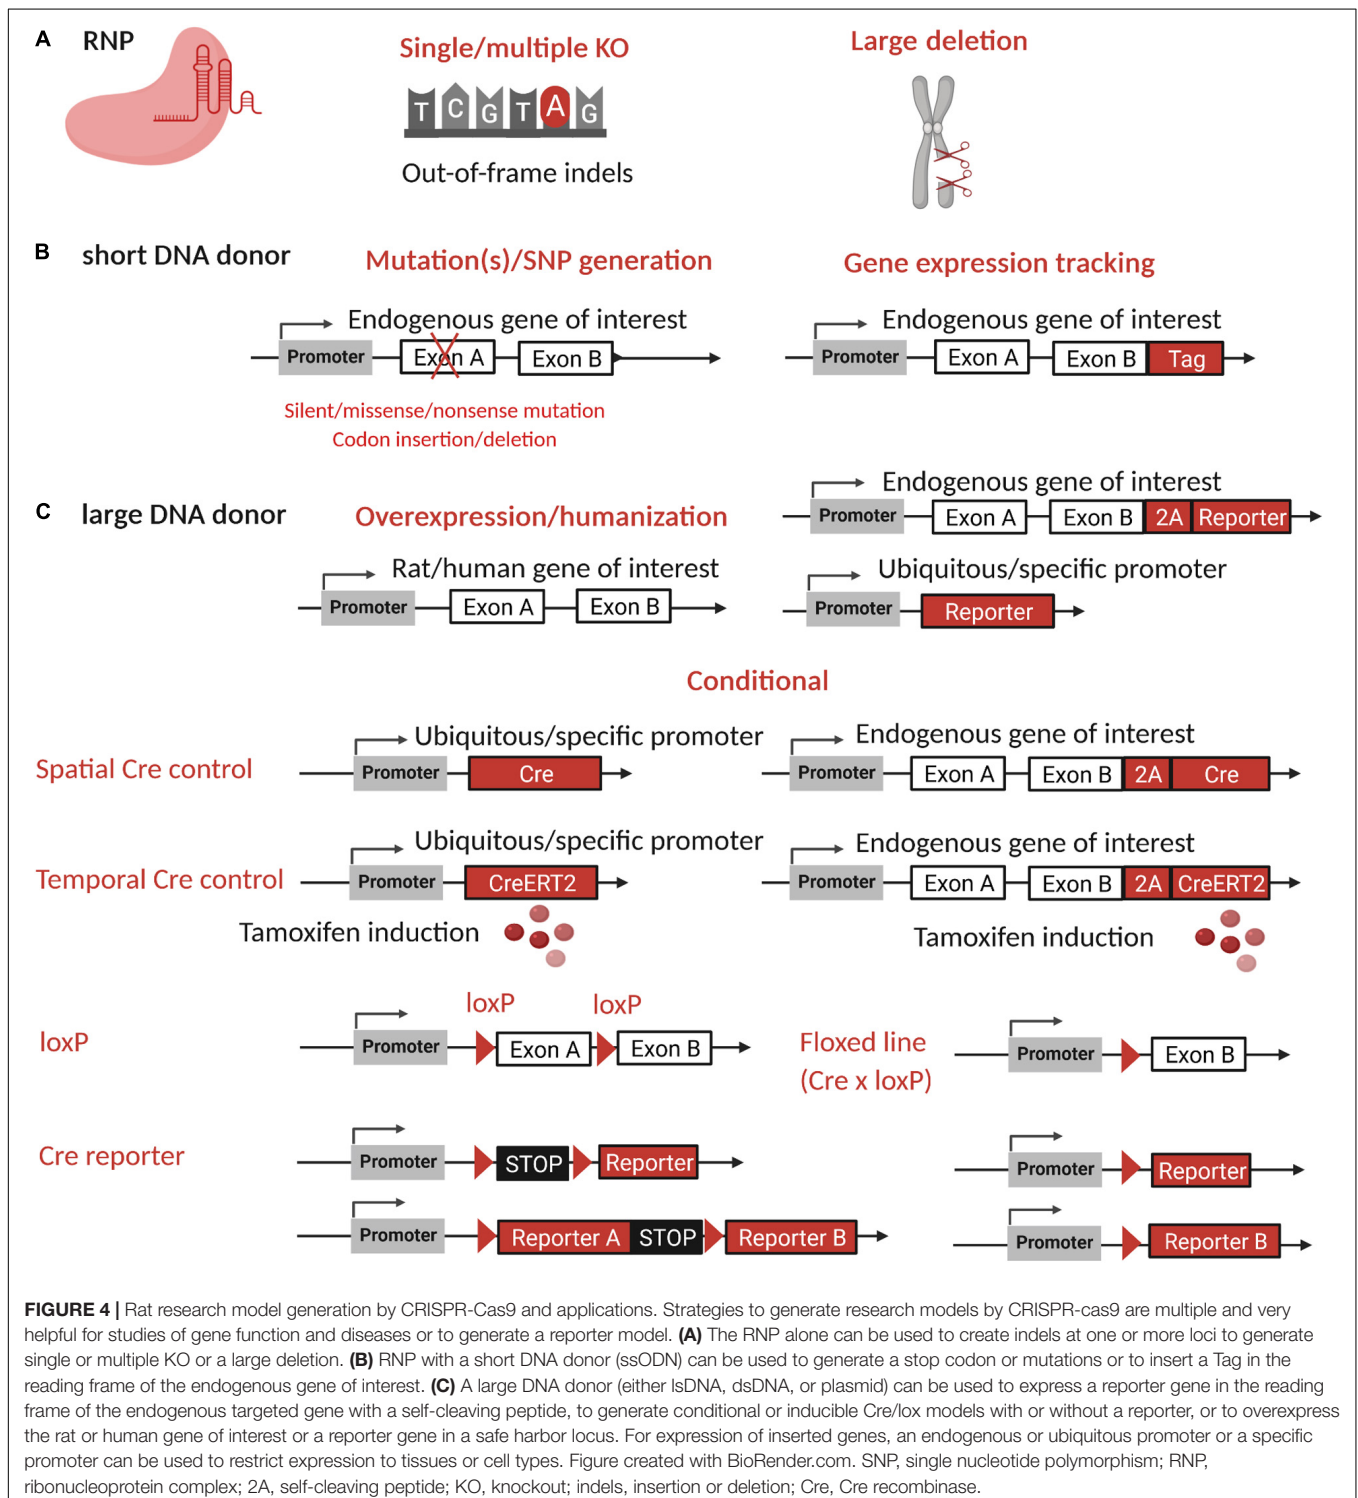 A RNP
Single/multiple KO
Large deletion
T C G T A G
Out-of-frame indels
B short DNA donor
Mutation(s)/SNP generation
Gene expression tracking
Endogenous gene of interest
Promoter Exon A Exon B
Silent/missense/nonsense mutation
Codon insertion/deletion
Endogenous gene of interest
Promoter Exon A Exon B Tag
C large DNA donor
Overexpression/humanization
Rat/human gene of interest
Promoter Exon A Exon B
Endogenous gene of interest
Promoter Exon A Exon B 2A Reporter
Ubiquitous/specific promoter
Promoter Reporter
Conditional
Spatial Cre control
Ubiquitous/specific promoter
Promoter Cre
Endogenous gene of interest
Promoter Exon A Exon B 2A Cre
Temporal Cre control
Ubiquitous/specific promoter
Promoter CreERT2
Tamoxifen induction
Endogenous gene of interest
Promoter Exon A Exon B 2A CreERT2
Tamoxifen induction
loxP
loxP loxP
Promoter Exon A Exon B
Floxed line
(Cre x loxP)
Promoter Exon B
Cre reporter
Promoter STOP Reporter
Promoter Reporter
Promoter Reporter A STOP Reporter B
Promoter Reporter B
FIGURE 4 | Rat research model generation by CRISPR-Cas9 and applications. Strategies to generate research models by CRISPR-cas9 are multiple and very
helpful for studies of gene function and diseases or to generate a reporter model. (A) The RNP alone can be used to create indels at one or more loci to generate
single or multiple KO or a large deletion. (B) RNP with a short DNA donor (ssODN) can be used to generate a stop codon or mutations or to insert a Tag in the
reading frame of the endogenous gene of interest. (C) A large DNA donor (either lsDNA, dsDNA, or plasmid) can be used to express a reporter gene in the reading
frame of the endogenous targeted gene with a self-cleaving peptide, to generate conditional or inducible Cre/lox models with or without a reporter, or to overexpress
the rat or human gene of interest or a reporter gene in a safe harbor locus. For expression of inserted genes, an endogenous or ubiquitous promoter or a specific
promoter can be used to restrict expression to tissues or cell types. Figure created with BioRender.com. SNP, single nucleotide polymorphism; RNP,
ribonucleoprotein complex; 2A, self-cleaving peptide; KO, knockout; indels, insertion or deletion; Cre, Cre recombinase.